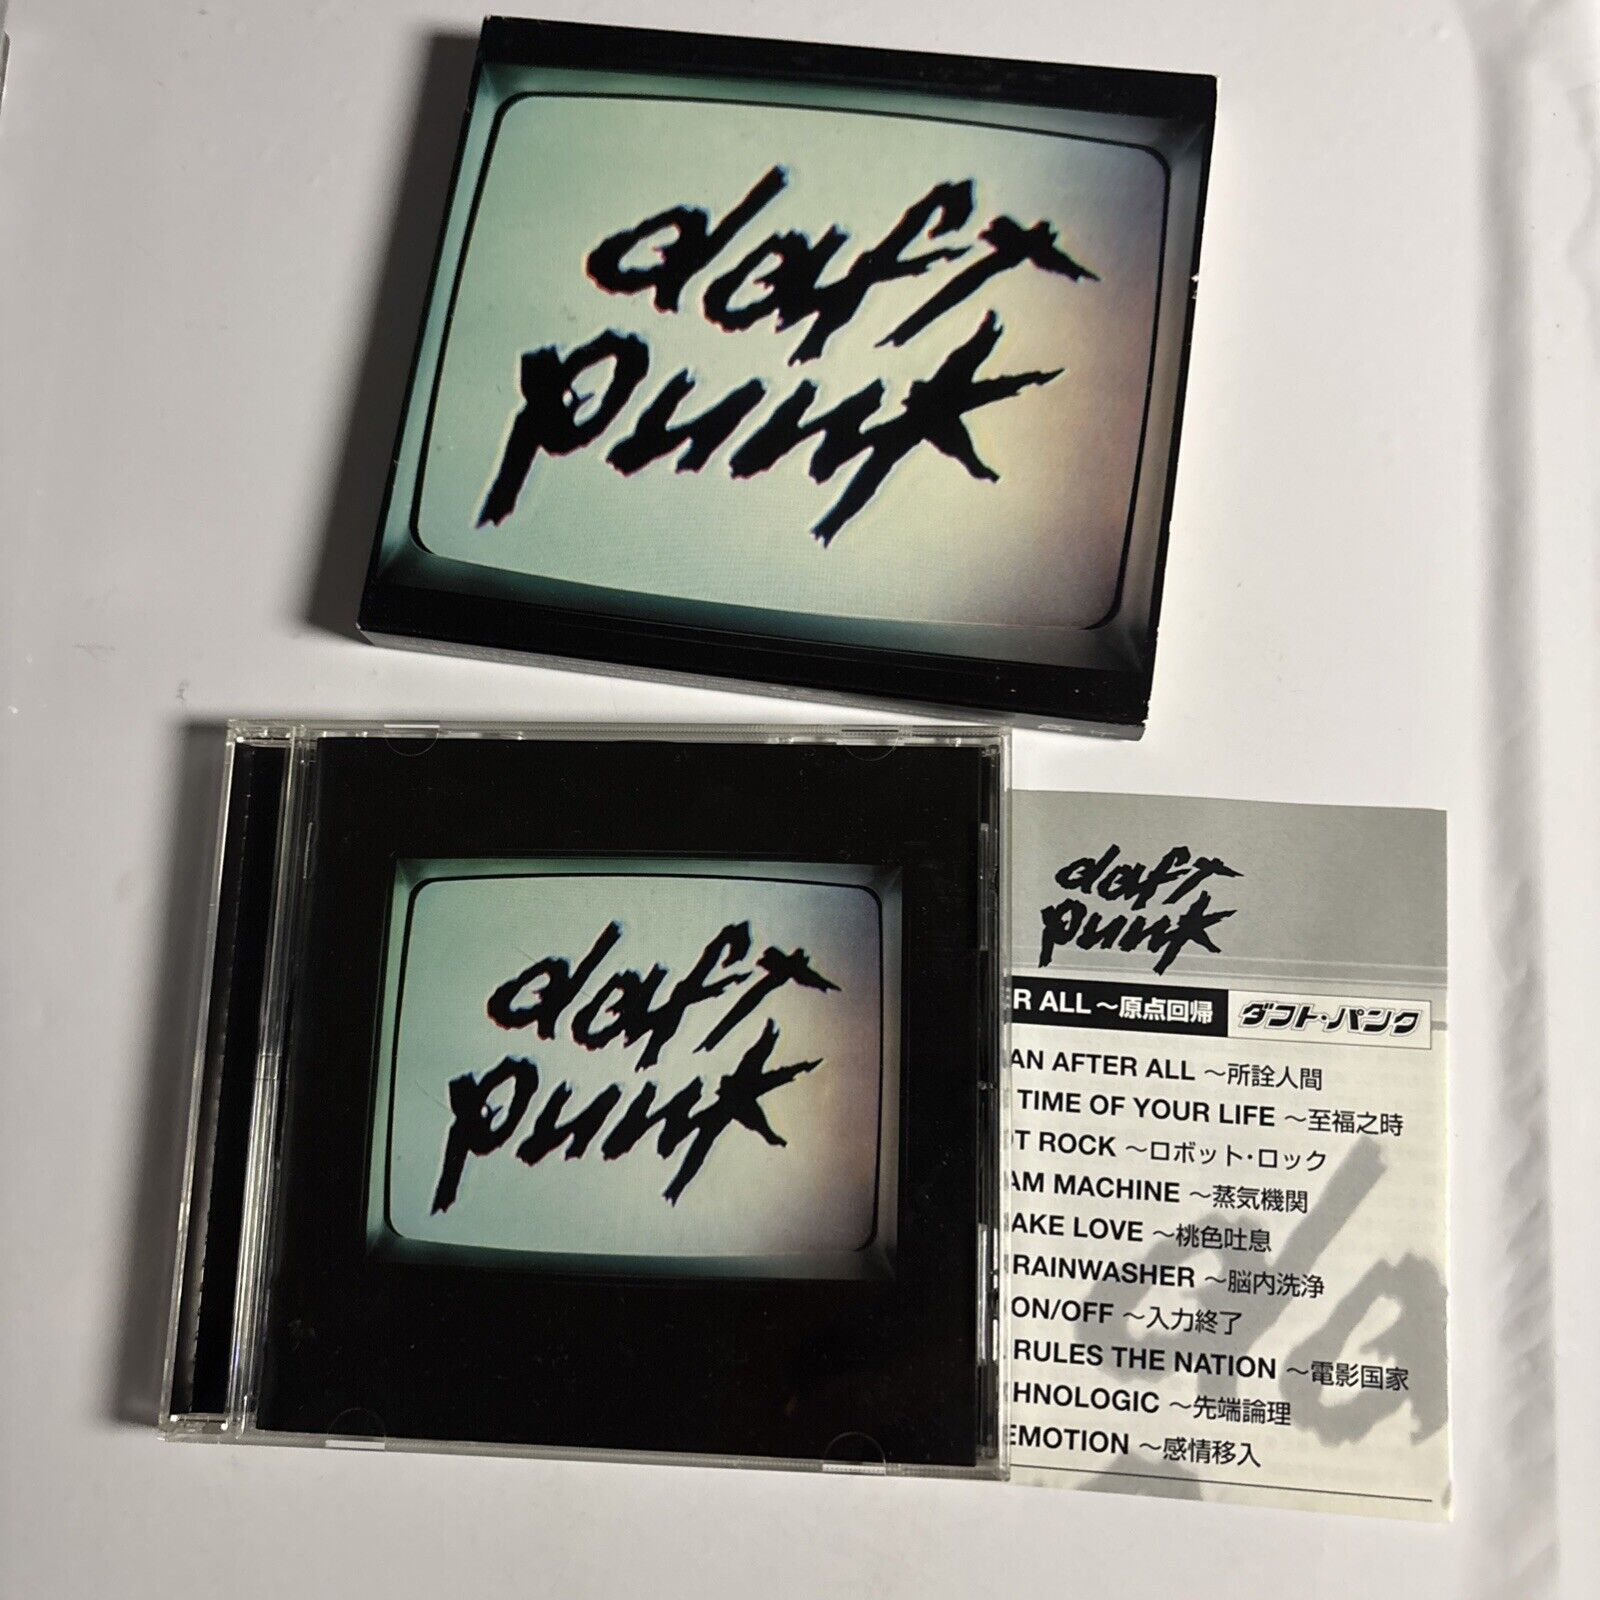 daft
punk
daft
punk
daft
punk
R ALL～原点回帰 ダフト・パンク
AN AFTER ALL ～所詮人間
TIME OF YOUR LIFE ～至福之時
OT ROCK ～ロボット・ロック
AM MACHINE ～蒸気機関
AKE LOVE ～桃色吐息
RAINWASHER ～脳内洗浄
ON/OFF ～入力終了
RULES THE NATION ～電影国家
HNOLOGIC ～先端論理
EMOTION ～感情移入